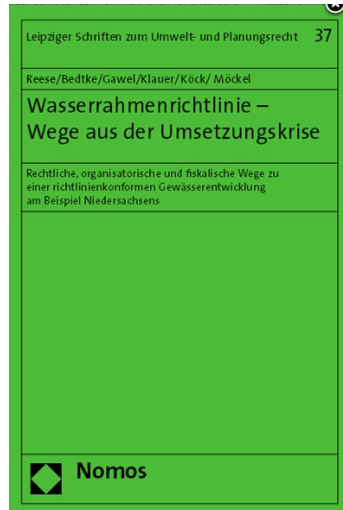 Leipziger Schriften zum Umwelt- und Planungsrecht 37
Reese/Bedtke/Gawel/Klauer/Köck/ Möckel
Wasserrahmenrichtlinie –
Wege aus der Umsetzungskrise
Rechtliche, organisatorische und fiskalische Wege zu
einer richtlinienkonformen Gewässerentwicklung
am Beispiel Niedersachsens
Nomos